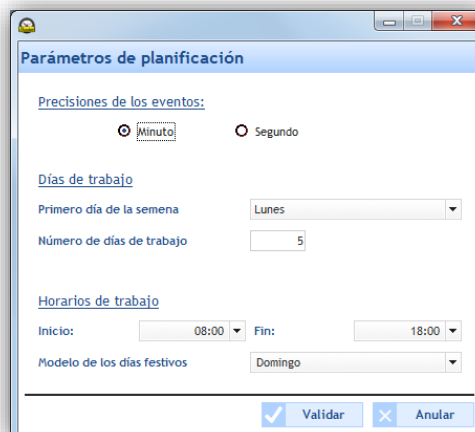 Parámetros de planificación
Precisiones de los eventos:
Minuto Segundo
Días de trabajo
Primero día de la semena Lunes
Número de días de trabajo 5
Horarios de trabajo
Inicio: 08:00 Fin: 18:00
Modelo de los días festivos Domingo
Validar Anular